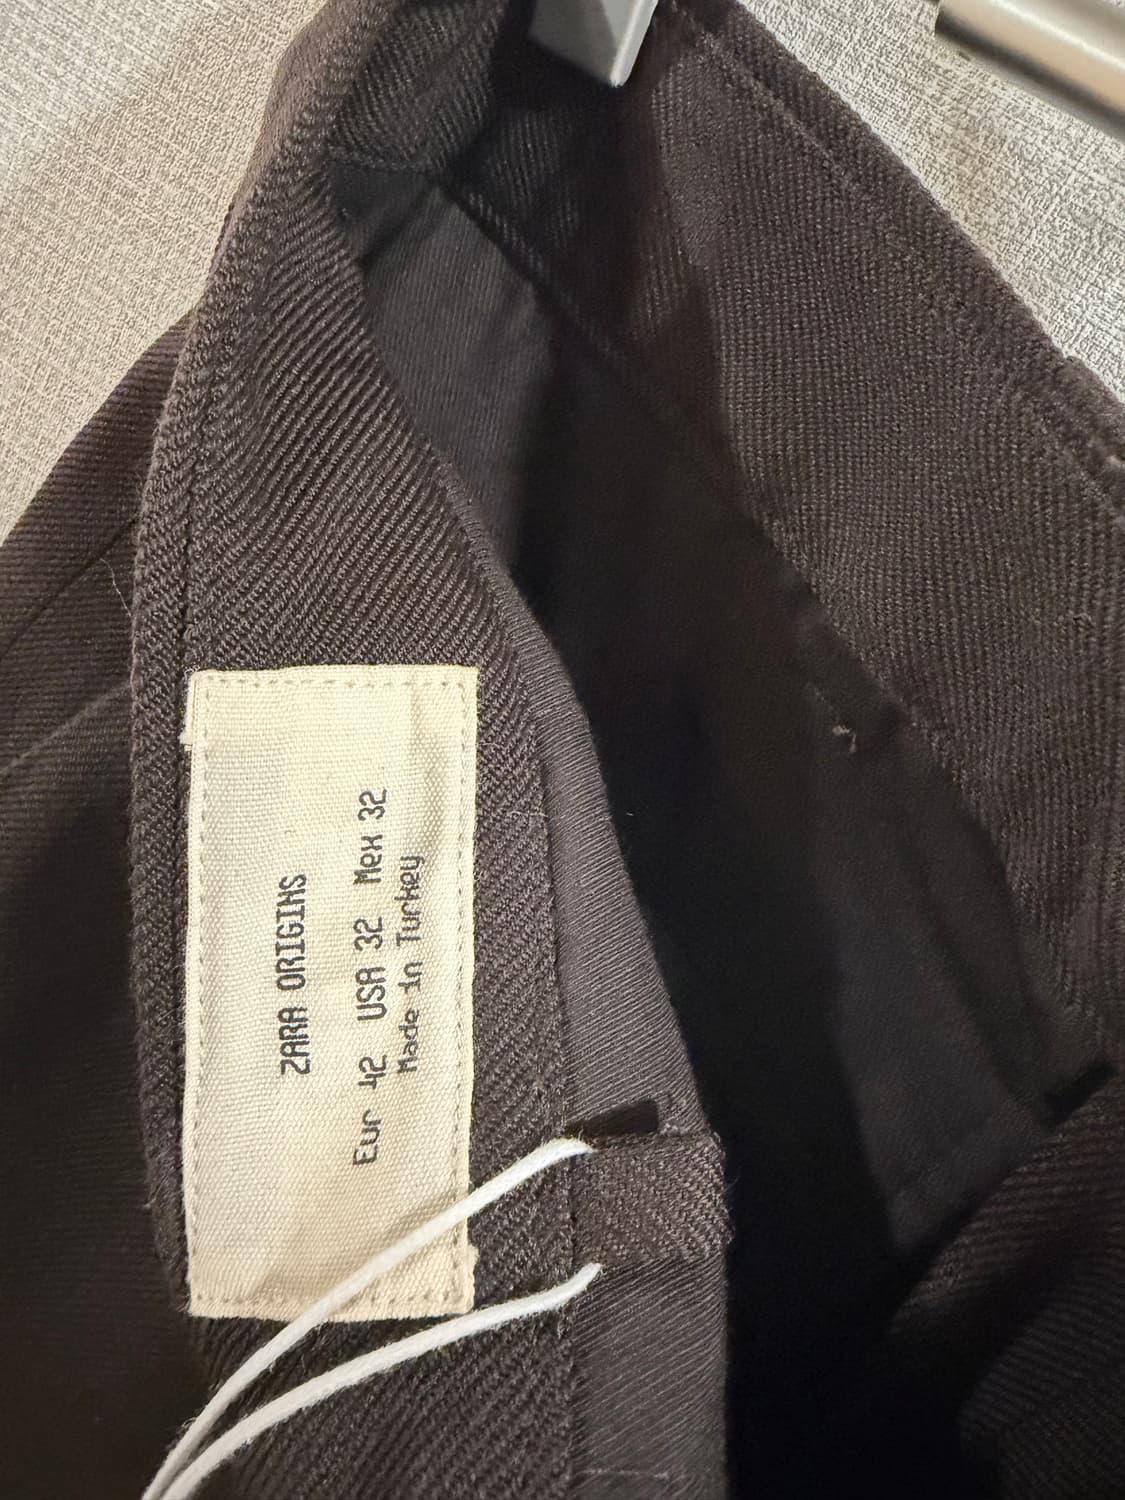 ZARA ORIGINS
Eur 42 USA 32 Mex 32
Made in Turkey